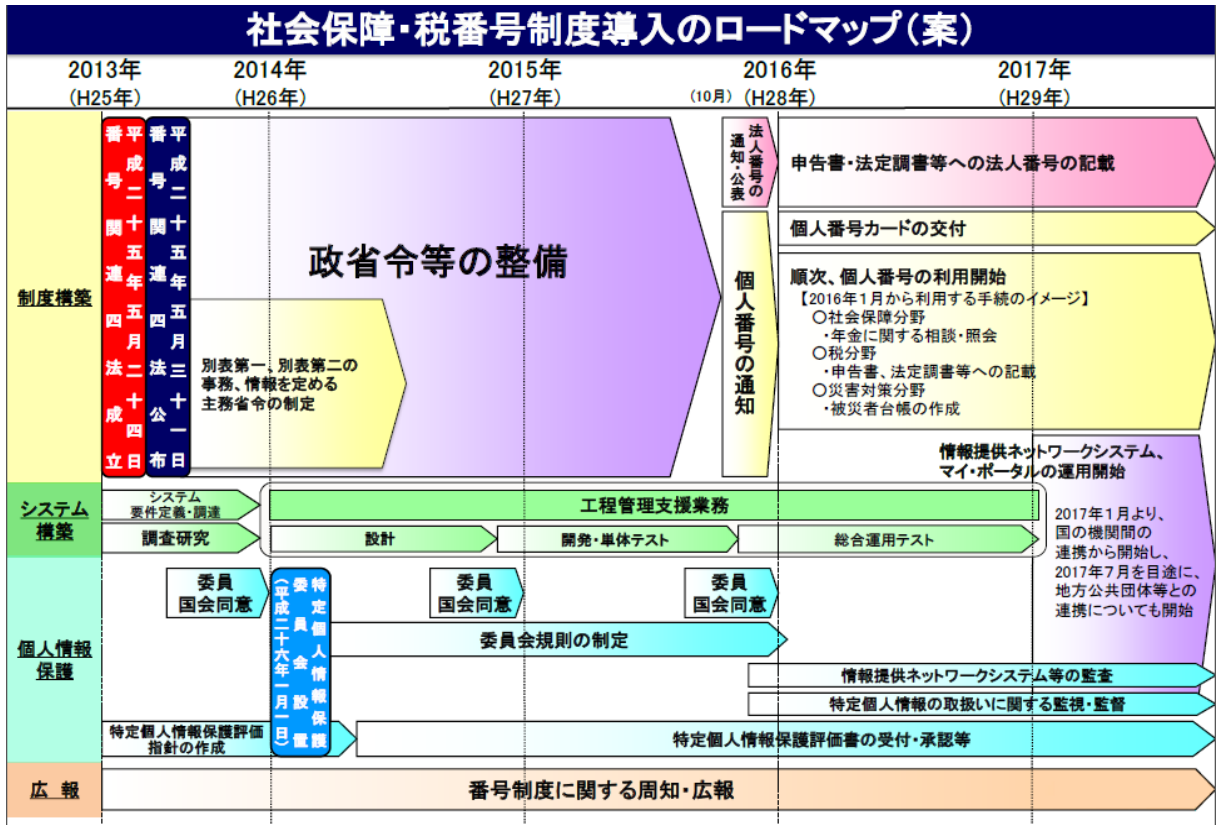 社会保障・税番号制度導入のロードマップ（案）
2013年
(H25年)
2014年
(H26年)
2015年
(H27年)
（10月）
2016年
(H28年)
2017年
(H29年)
制度構築
平成二十五年五月二十四日
番号関連四法成立
平成二十五年五月三十一日
番号関連四法公布
政省令等の整備
別表第一、別表第二の
事務、情報を定める
主務省令の制定
法人番号の
通知・公表
個人番号の通知
申告書・法定調書等への法人番号の記載
個人番号カードの交付
順次、個人番号の利用開始
【2016年1月から利用する手続のイメージ】
○社会保障分野
・年金に関する相談・照会
○税分野
・申告書、法定調書等への記載
○災害対策分野
・被災者台帳の作成
情報提供ネットワークシステム、
マイ・ポータルの運用開始
2017年1月より、
国の機関間の
連携から開始し、
2017年7月を目途に、
地方公共団体等との
連携についても開始
システム
構築
システム
要件定義・調達
工程管理支援業務
調査研究
設計
開発・単体テスト
総合運用テスト
個人情報
保護
委員
国会同意
特定個人情報保護
委員会設置
（平成二十六年一月一日）
委員
国会同意
委員
国会同意
委員会規則の制定
情報提供ネットワークシステム等の監査
特定個人情報の取扱いに関する監視・監督
特定個人情報保護評価
指針の作成
特定個人情報保護評価書の受付・承認等
広 報
番号制度に関する周知・広報